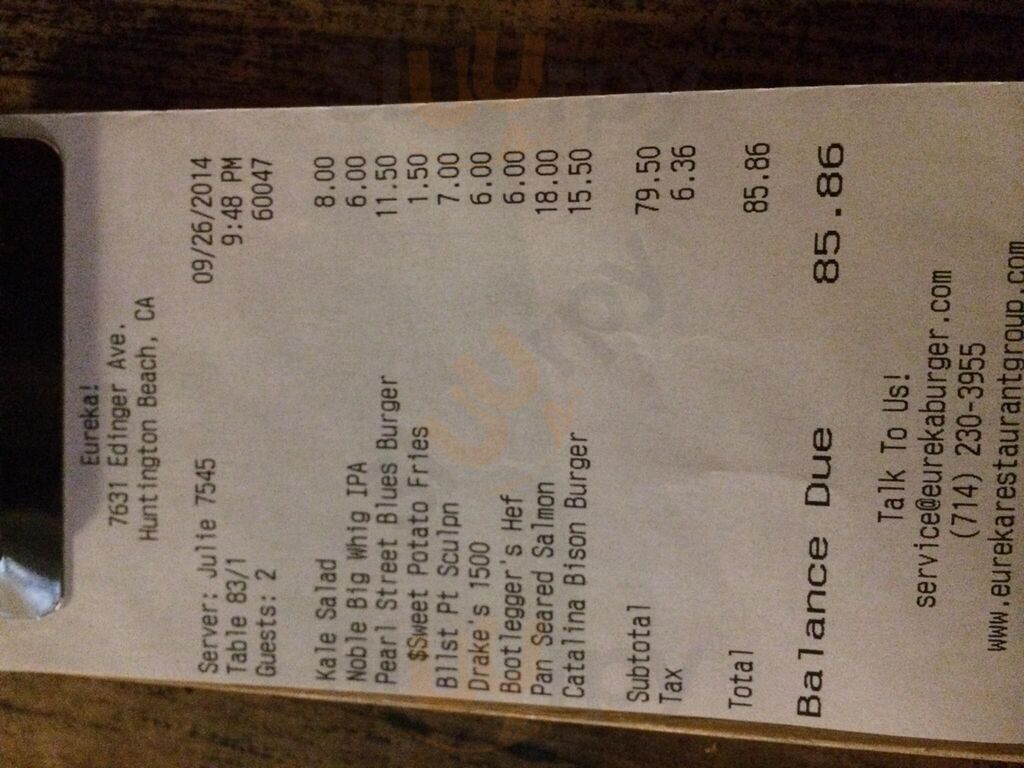 Eureka!
7631 Edinger Ave.
Huntington Beach, CA
Server: Julie 7545 09/26/2014
Table 83/1 9:48 PM
Guests: 2 60047
Kale Salad 8.00
Noble Big Whig IPA 6.00
Pearl Street Blues Burger 11.50
$Sweet Potato Fries 1.50
Bllst Pt Sculpn 7.00
Drake's 1500 6.00
Bootlegger's Hef 6.00
Pan Seared Salmon 18.00
Catalina Bison Burger 15.50
Subtotal 79.50
Tax 6.36
Total 85.86
Balance Due 85.86
Talk To Us!
service@eurekaburger.com
(714) 230-3955
www.eurekarestaurantgroup.com